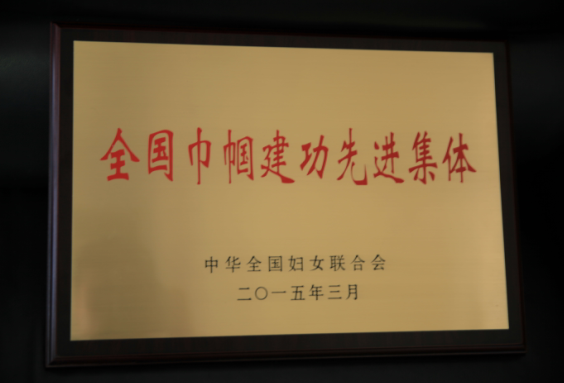 全国巾帼建功先进集体
中华全国妇女联合会
二〇一五年三月